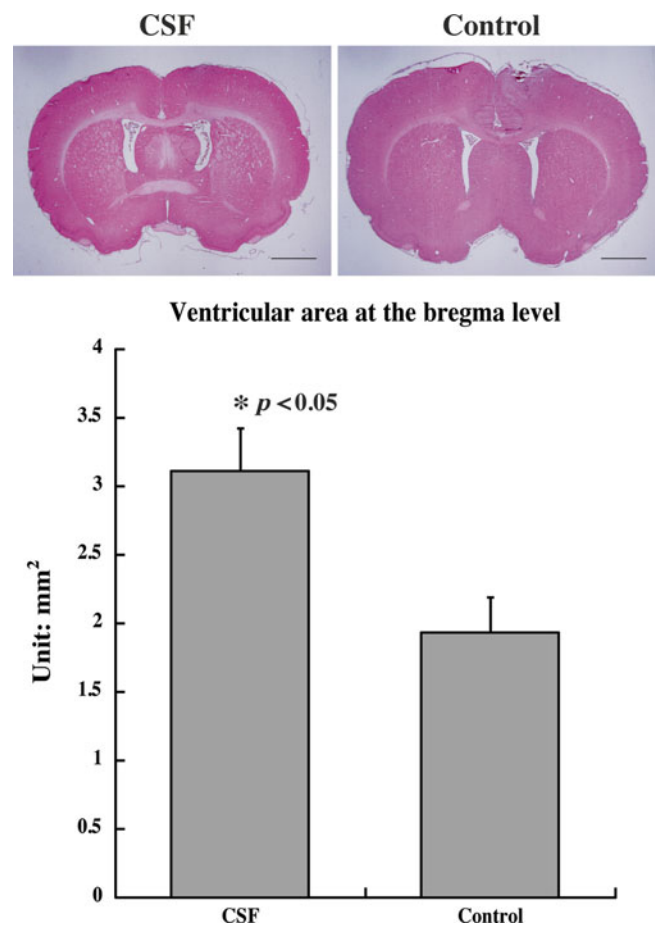 CSF Control
Ventricular area at the bregma level
4
* p < 0.05
3.5
3
2.5
Unit: mm²
2
1.5
1
0.5
0
CSF Control